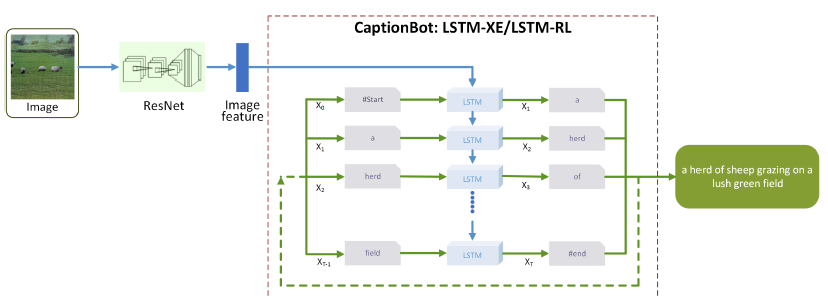 CaptionBot: LSTM-XE/LSTM-RL
Image
ResNet
Image
feature
X0
#Start
LSTM
X1
a
X1
a
LSTM
X2
herd
X2
herd
LSTM
X3
of
XT-1
field
LSTM
XT
#end
a herd of sheep grazing on a
lush green field